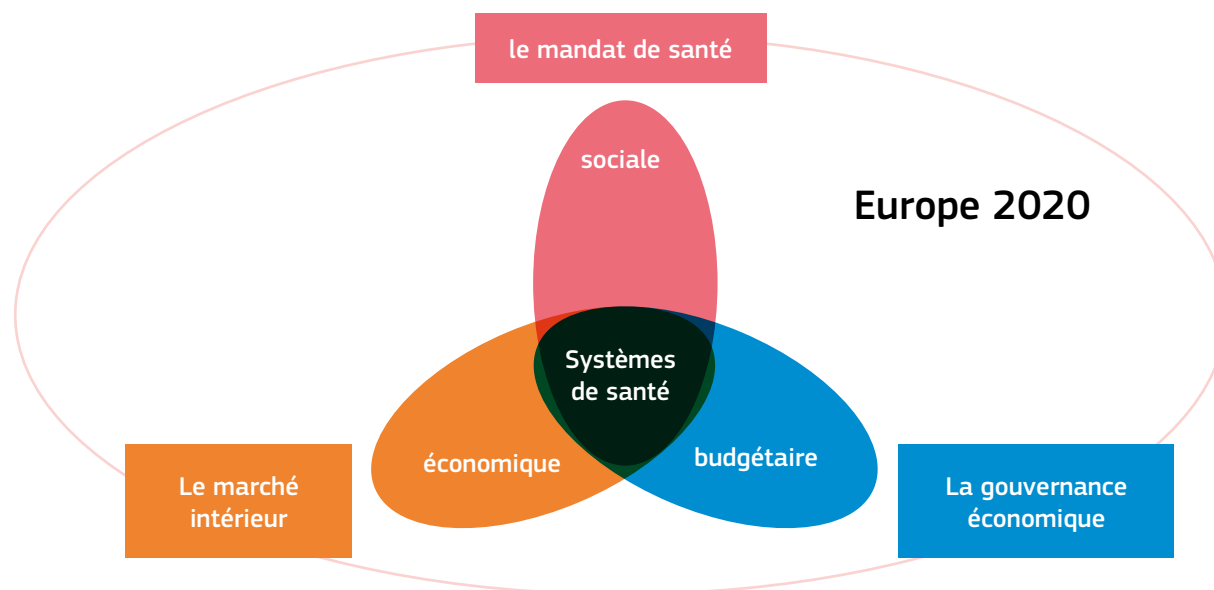 le mandat de santé
sociale
Europe 2020
Systèmes
de santé
économique
budgétaire
Le marché
intérieur
La gouvernance
économique